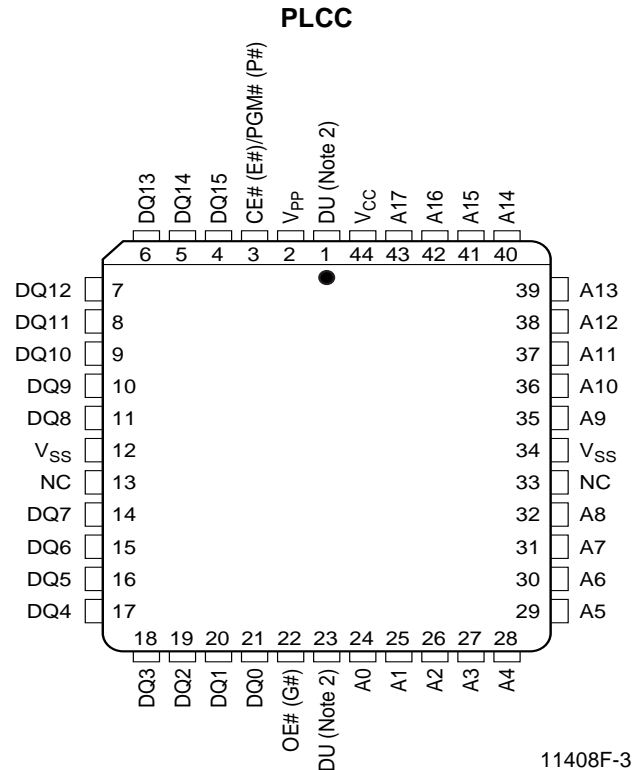 PLCC
DQ13
DQ14
DQ15
CE# (E#)/PGM# (P#)
VPP
DU (Note 2)
VCC
A17
A16
A15
A14
6 5 4 3 2 1 44 43 42 41 40
DQ12 7 39 A13
DQ11 8 38 A12
DQ10 9 37 A11
DQ9 10 36 A10
DQ8 11 35 A9
VSS 12 34 VSS
NC 13 33 NC
DQ7 14 32 A8
DQ6 15 31 A7
DQ5 16 30 A6
DQ4 17 29 A5
18 19 20 21 22 23 24 25 26 27 28
DQ3
DQ2
DQ1
DQ0
OE# (G#)
DU (Note 2)
A0
A1
A2
A3
A4
11408F-3